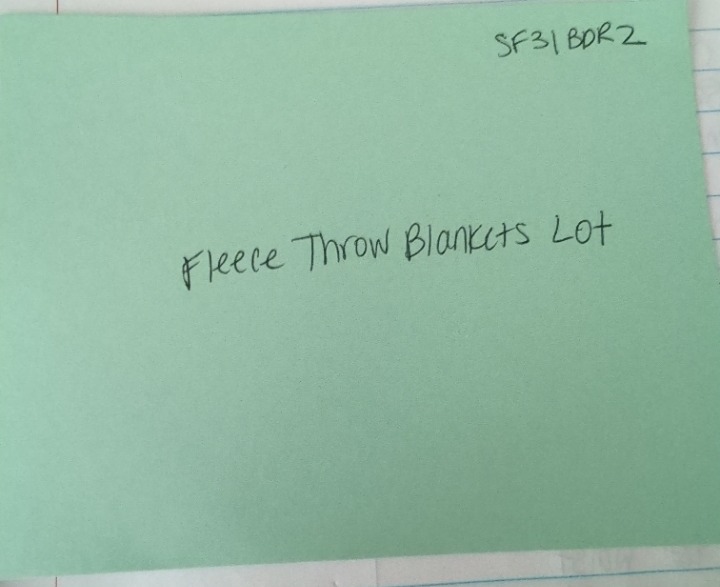 SF31BDR2
Fleece Throw Blankets Lot